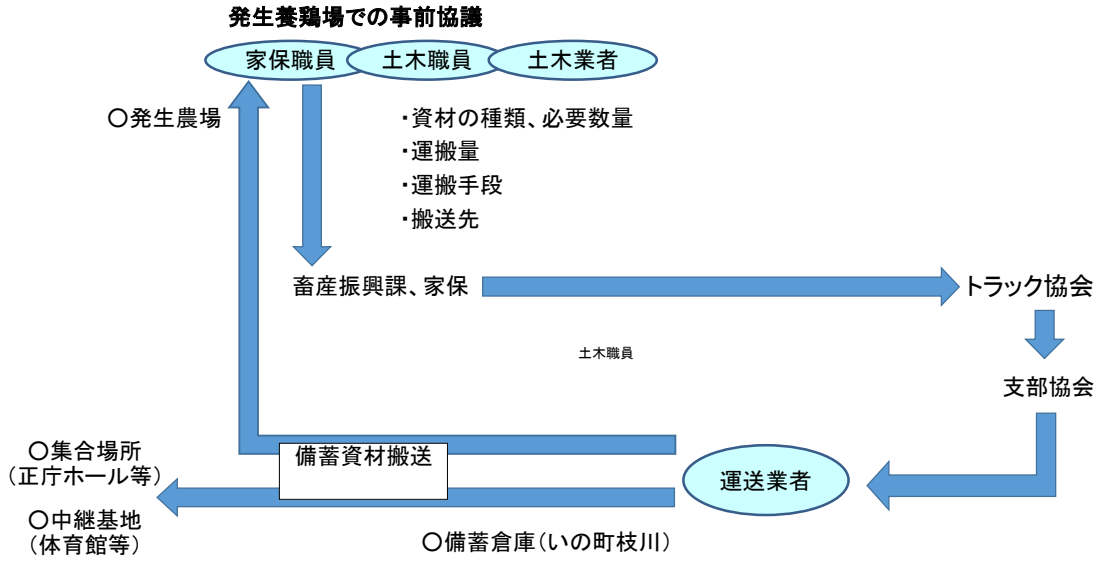 発生養鶏場での事前協議
家保職員
土木職員
土木業者
〇発生農場
・資材の種類、必要数量
・運搬量
・運搬手段
・搬送先
畜産振興課、家保
トラック協会
土木職員
支部協会
〇集合場所
(正庁ホール等)
備蓄資材搬送
運送業者
〇中継基地
(体育館等)
〇備蓄倉庫(いの町枝川)